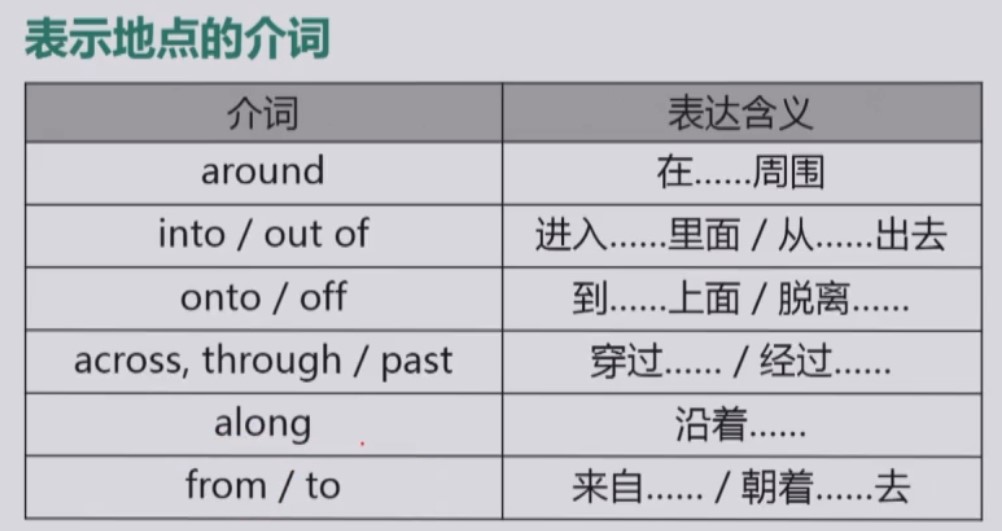 表示地点的介词
介词 表达含义
around 在……周围
into / out of 进入……里面 / 从……出去
onto / off 到……上面 / 脱离……
across, through / past 穿过…… / 经过……
along 沿着……
from / to 来自…… / 朝着……去